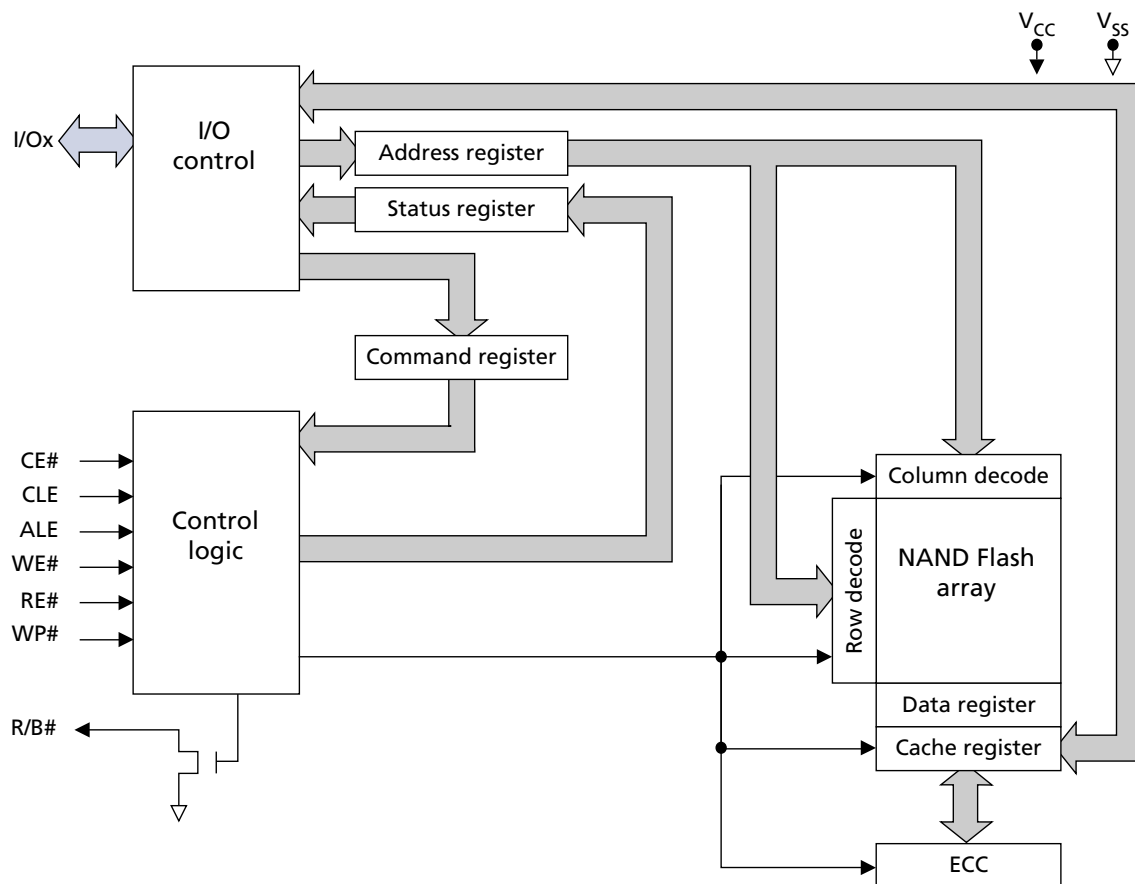 VCC
VSS
I/Ox
I/O
control
Address register
Status register
Command register
CE#
CLE
ALE
WE#
RE#
WP#
Control
logic
R/B#
Column decode
Row decode
NAND Flash
array
Data register
Cache register
ECC